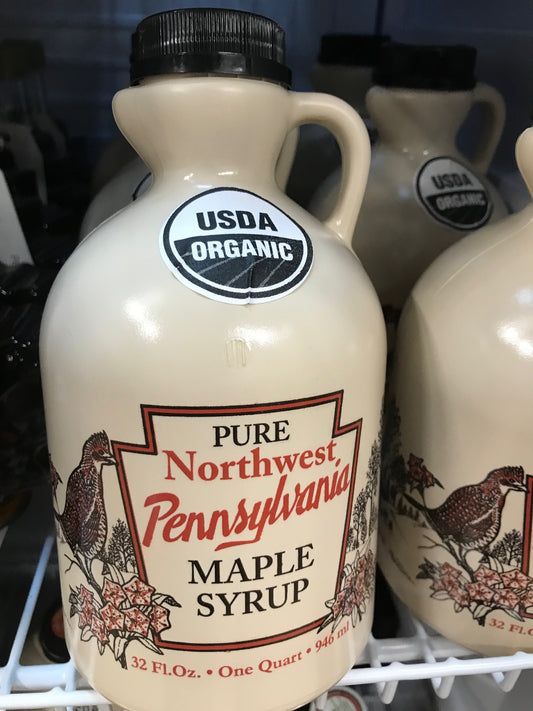 USDA
ORGANIC
USDA
ORGANIC
PURE
Northwest
Pennsylvania
MAPLE
SYRUP
32 Fl.Oz. • One Quart • 946 ml
32 Fl.O